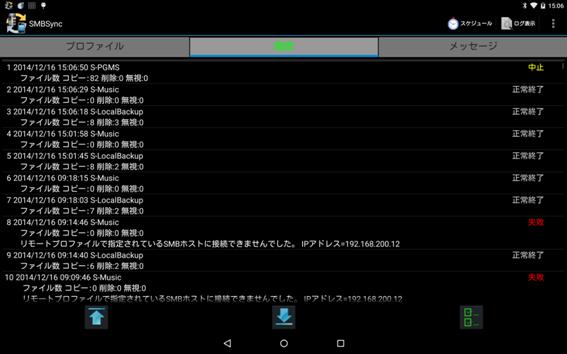 15:06
SMBSync
スケジュール
ログ表示
プロファイル
メッセージ
1 2014/12/16 15:06:50 S-PGMS 中止
ファイル数 コピー:82 削除:0 無視:0
2 2014/12/16 15:06:29 S-Music 正常終了
ファイル数 コピー:0 削除:0 無視:0
3 2014/12/16 15:06:18 S-LocalBackup 正常終了
ファイル数 コピー:8 削除:3 無視:0
4 2014/12/16 15:01:58 S-Music 正常終了
ファイル数 コピー:0 削除:0 無視:0
5 2014/12/16 15:01:45 S-LocalBackup 正常終了
ファイル数 コピー:8 削除:2 無視:0
6 2014/12/16 09:18:15 S-Music 正常終了
ファイル数 コピー:0 削除:0 無視:0
7 2014/12/16 09:18:03 S-LocalBackup 正常終了
ファイル数 コピー:7 削除:2 無視:0
8 2014/12/16 09:14:46 S-Music 失敗
ファイル数 コピー:0 削除:0 無視:0
リモートプロファイルで指定されているSMBホストに接続できませんでした。 IPアドレス=192.168.200.12
9 2014/12/16 09:14:40 S-LocalBackup 正常終了
ファイル数 コピー:6 削除:2 無視:0
10 2014/12/16 09:09:46 S-Music 失敗
ファイル数 コピー:0 削除:0 無視:0
リモートプロファイルで指定されているSMBホストに接続できませんでした。 IPアドレス=192.168.200.12